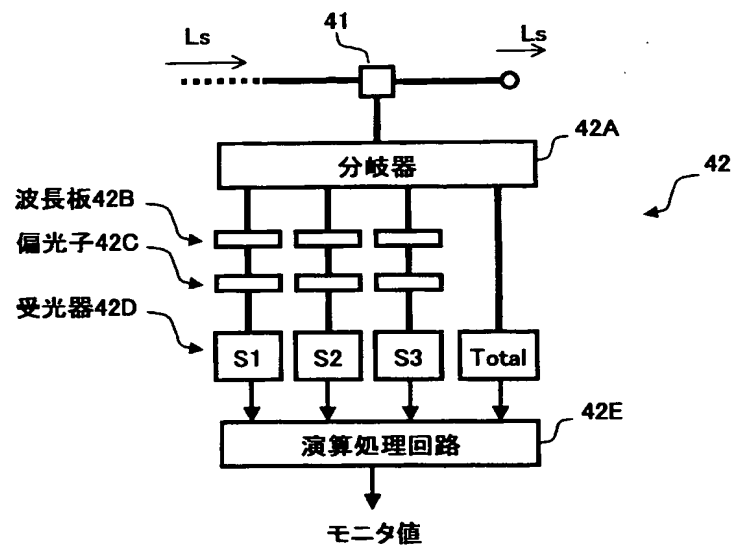 41
Ls
Ls
42A
分岐器
42
波長板42B
偏光子42C
受光器42D
S1
S2
S3
Total
42E
演算処理回路
モニタ値